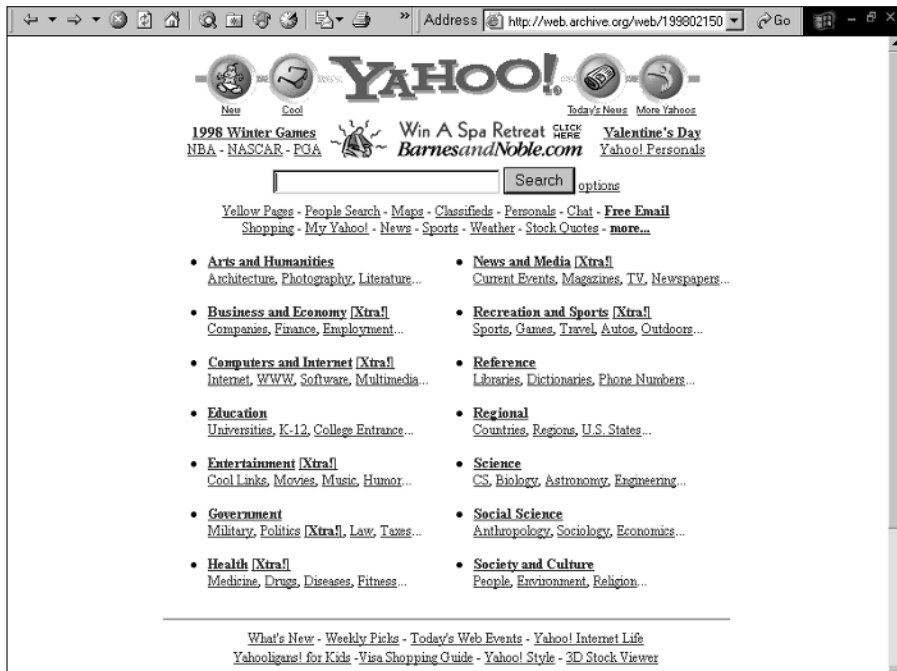 » Address http://web.archive.org/web/199802150 Go
YAHOO!
New Cool Today's News More Yahoos
1998 Winter Games Win A Spa Retreat CLICK HERE Valentine's Day
NBA - NASCAR - PGA BarnesandNoble.com Yahoo! Personals
Search options
Yellow Pages - People Search - Maps - Classifieds - Personals - Chat - Free Email
Shopping - My Yahoo! - News - Sports - Weather - Stock Quotes - more...
• Arts and Humanities
Architecture, Photography, Literature...
• News and Media [Xtra!]
Current Events, Magazines, TV, Newspapers...
• Business and Economy [Xtra!]
Companies, Finance, Employment...
• Recreation and Sports [Xtra!]
Sports, Games, Travel, Autos, Outdoors...
• Computers and Internet [Xtra!]
Internet, WWW, Software, Multimedia...
• Reference
Libraries, Dictionaries, Phone Numbers...
• Education
Universities, K-12, College Entrance...
• Regional
Countries, Regions, U.S. States...
• Entertainment [Xtra!]
Cool Links, Movies, Music, Humor...
• Science
CS, Biology, Astronomy, Engineering...
• Government
Military, Politics [Xtra!], Law, Taxes...
• Social Science
Anthropology, Sociology, Economics...
• Health [Xtra!]
Medicine, Drugs, Diseases, Fitness...
• Society and Culture
People, Environment, Religion...
What's New - Weekly Picks - Today's Web Events - Yahoo! Internet Life
Yahooligans! for Kids -Visa Shopping Guide - Yahoo! Style - 3D Stock Viewer